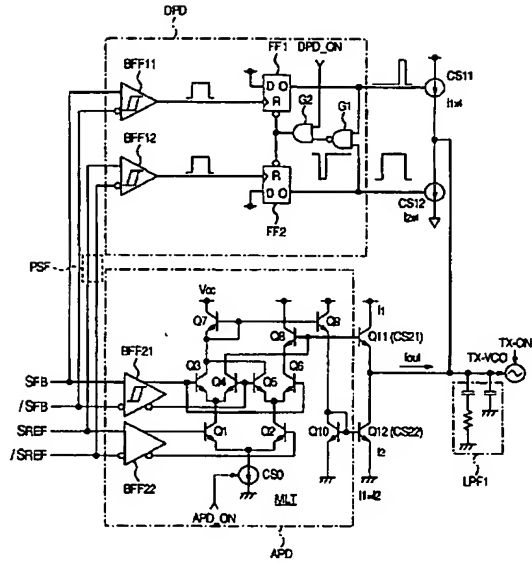 DPD
BFF11
FF1
DPD_ON
D O
R
G2
G1
CS11
I1x4
BFF12
D O
R
FF2
CS12
I2x4
PSF
Vcc
Q7
Q8
Q9
I1
Q11 (CS21)
Iout
TX-ON
TX-VCO
BFF21
Q3
Q4
Q5
Q6
SFB
/SFB
SREF
/SREF
Q1
Q2
Q10
Q12 (CS22)
I2
BFF22
CS0
LPF1
MLT
I1=I2
APD_ON
APD